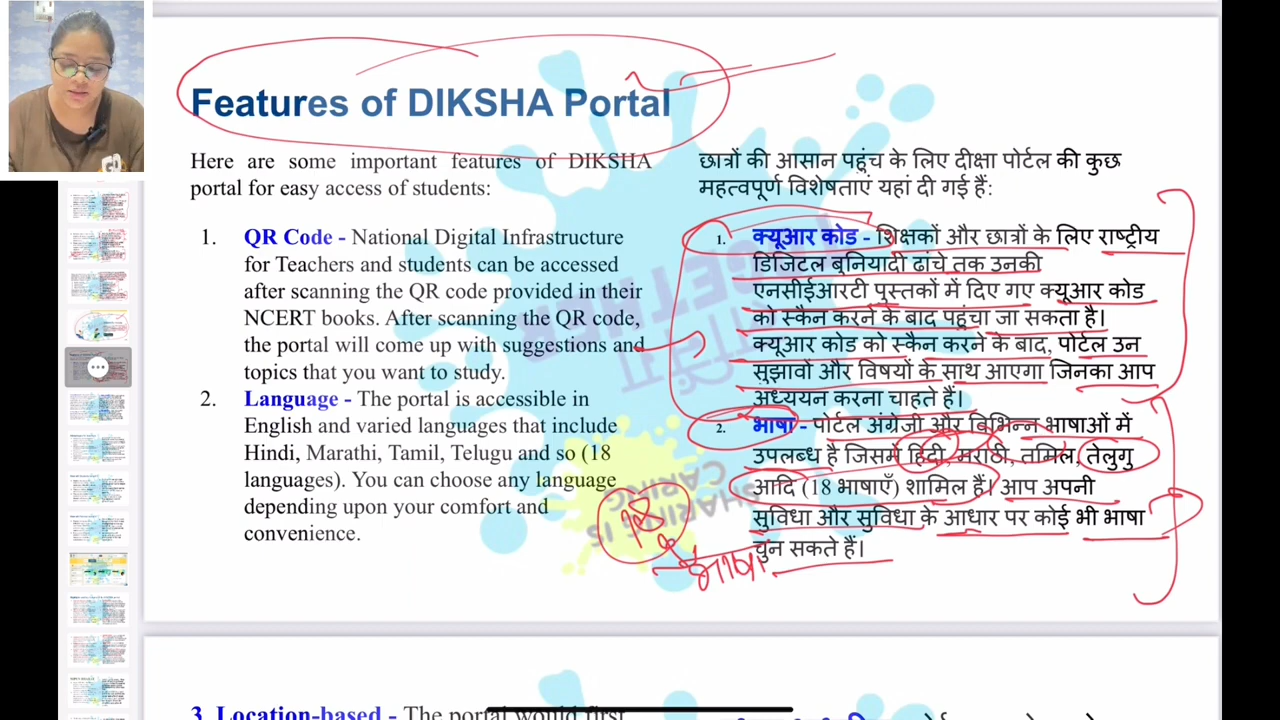 Features of DIKSHA Portal
Here are some important features of DIKSHA
portal for easy access of students:
1. QR Code - National Digital Infrastructure
for Teachers and students can be accessed
after scanning the QR code provided in their
NCERT books. After scanning the QR code,
the portal will come up with suggestions and
topics that you want to study.
2. Language - The portal is accessible in
English and varied languages that include
Hindi, Marathi, Tamil, Telugu and so (18
languages). You can choose any language
depending upon your comfort and
convenience.
छात्रों की आसान पहुंच के लिए दीक्षा पोर्टल की कुछ
महत्वपूर्ण विशेषताएं यहां दी गई हैं:
1. क्यूआर कोड - शिक्षकों और छात्रों के लिए राष्ट्रीय
डिजिटल बुनियादी ढांचे तक उनकी
एनसीईआरटी पुस्तकों में दिए गए क्यूआर कोड
को स्कैन करने के बाद पहुंचा जा सकता है।
क्यूआर कोड को स्कैन करने के बाद, पोर्टल उन
सुझावों और विषयों के साथ आएगा जिनका आप
अध्ययन करना चाहते हैं।
2. भाषा - पोर्टल अंग्रेजी और विभिन्न भाषाओं में
उपलब्ध है जिसमें हिंदी, मराठी, तमिल, तेलुगु
आदि (18 भाषाएँ) शामिल हैं। आप अपनी
सुविधा और सुविधा के आधार पर कोई भी भाषा
चुन सकते हैं।
18
भाषा
3. Location-based - The portal